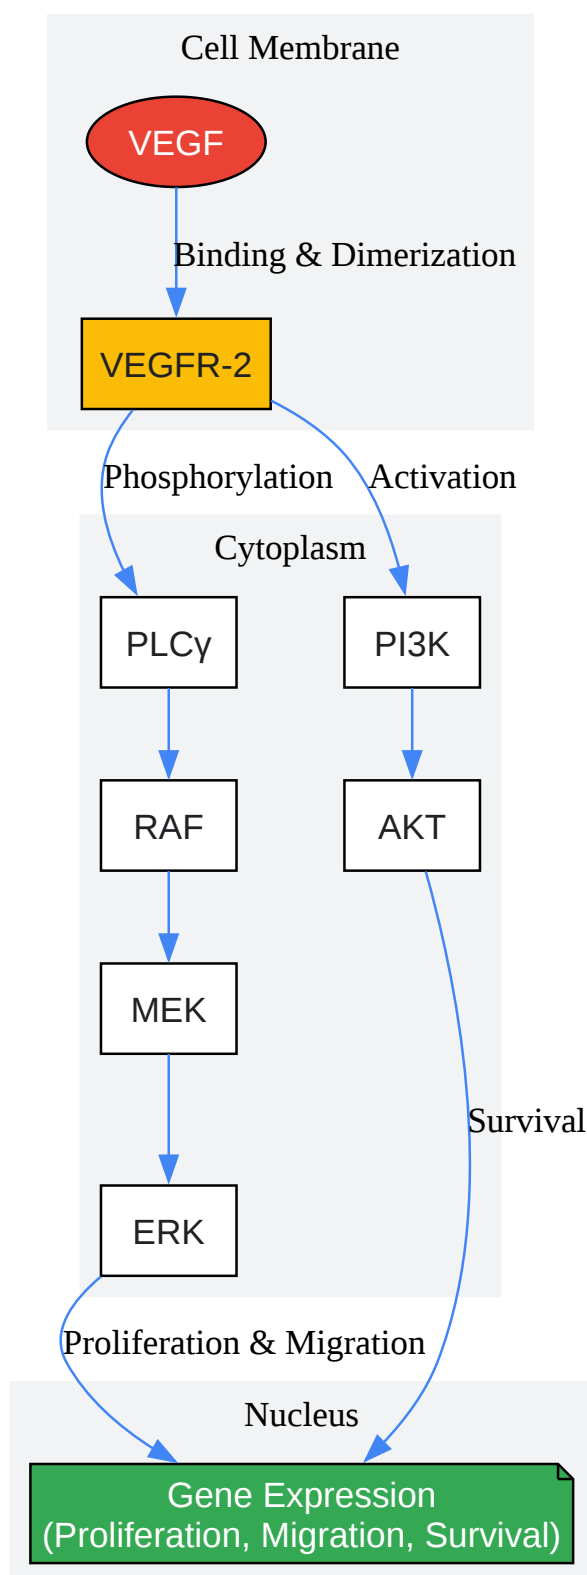 Cell Membrane
VEGF
Binding & Dimerization
VEGFR-2
Phosphorylation
Activation
Cytoplasm
PLCγ
PI3K
RAF
AKT
MEK
Survival
ERK
Proliferation & Migration
Nucleus
Gene Expression
(Proliferation, Migration, Survival)